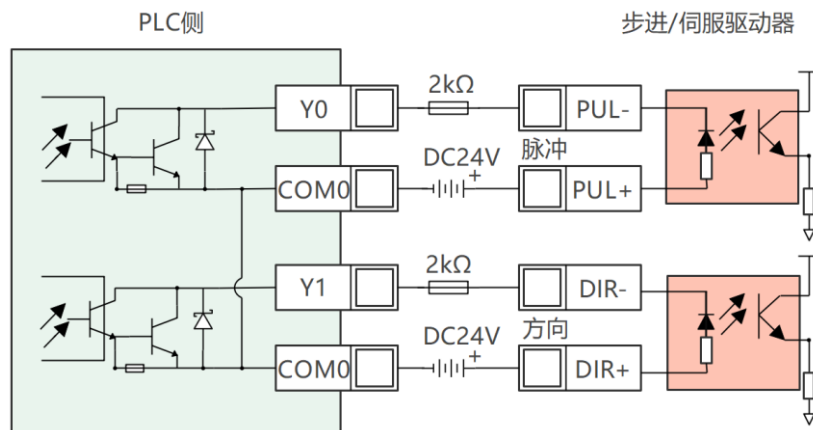 PLC侧
步进/伺服驱动器
Y0
2kΩ
PUL-
脉冲
COM0
DC24V
+
PUL+
Y1
2kΩ
DIR-
方向
COM0
DC24V
+
DIR+